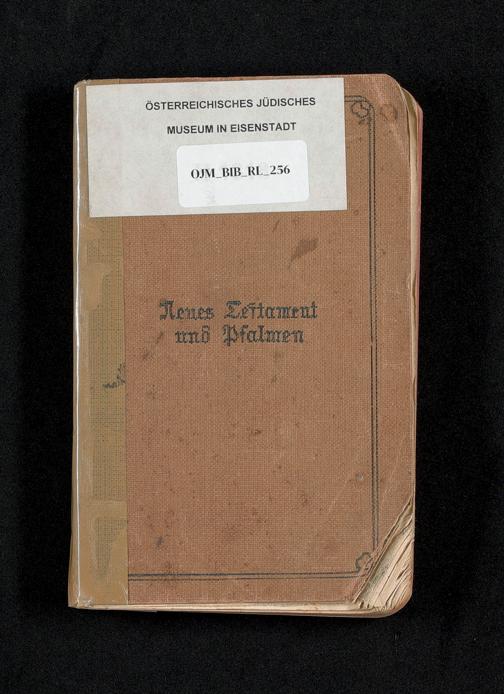 ÖSTERREICHISCHES JÜDISCHES
MUSEUM IN EISENSTADT
OJM_BIB_RL_256
Neues Testament
und Psalmen